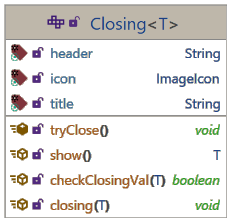 Closing<T>
header String
icon ImageIcon
title String
tryClose() void
show() T
checkClosingVal(T) boolean
closing(T) void